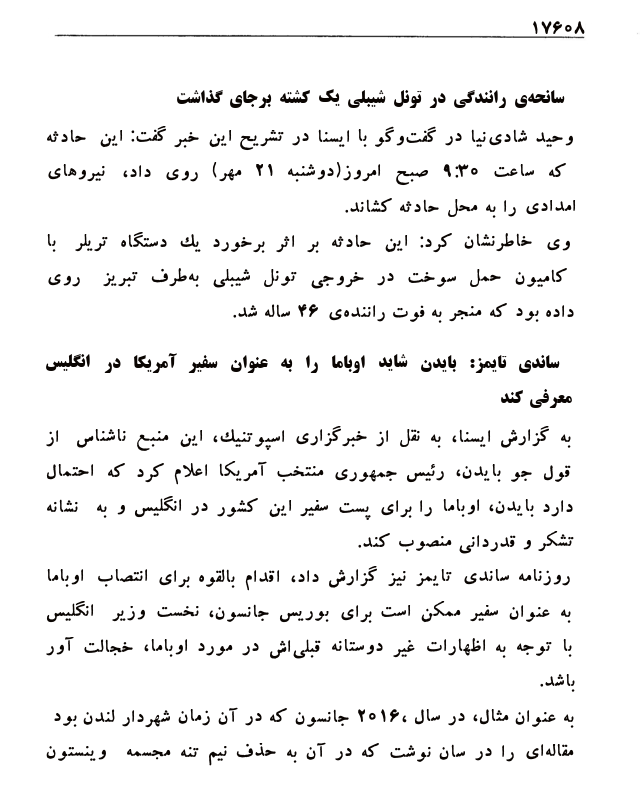 ۱۷۶۰۸
سانحه‌ی رانندگی در تونل شیبلی یک کشته برجای گذاشت
وحید شادی‌نیا در گفت‌وگو با ایسنا در تشریح این خبر گفت: این حادثه
که ساعت ۹:۳۰ صبح امروز(دوشنبه ۲۱ مهر) روی داد، نیروهای
امدادی را به محل حادثه کشاند.
وی خاطرنشان کرد: این حادثه بر اثر برخورد یك دستگاه تریلر با
کامیون حمل سوخت در خروجی تونل شیبلی به‌طرف تبریز روی
داده بود که منجر به فوت راننده‌ی ۴۶ ساله شد.
ساندی تایمز: بایدن شاید اوباما را به عنوان سفیر آمریکا در انگلیس
معرفی کند
به گزارش ایسنا، به نقل از خبرگزاری اسپوتنیك، این منبع ناشناس از
قول جو بایدن، رئیس جمهوری منتخب آمریکا اعلام کرد که احتمال
دارد بایدن، اوباما را برای پست سفیر این کشور در انگلیس و به نشانه
تشکر و قدردانی منصوب کند.
روزنامه ساندی تایمز نیز گزارش داد، اقدام بالقوه برای انتصاب اوباما
به عنوان سفیر ممکن است برای بوریس جانسون، نخست وزیر انگلیس
با توجه به اظهارات غیر دوستانه قبلی‌اش در مورد اوباما، خجالت آور
باشد.
به عنوان مثال، در سال ۲۰۱۶، جانسون که در آن زمان شهردار لندن بود
مقاله‌ای را در سان نوشت که در آن به حذف نیم تنه مجسمه وینستون